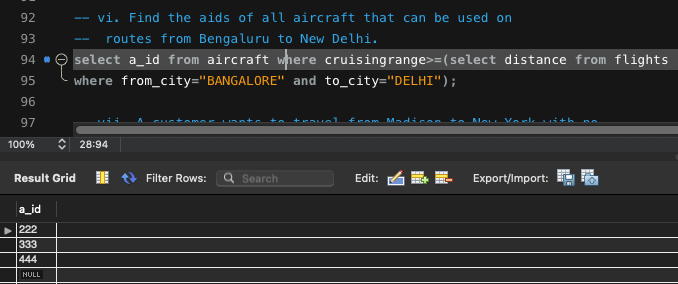 92
-- vi. Find the aids of all aircraft that can be used on
93
-- routes from Bengaluru to New Delhi.
94
select a_id from aircraft where cruisingrange>=(select distance from flights
95
where from_city="BANGALORE" and to_city="DELHI");
96
97
-- vii. A customer wants to travel from Madison to New York with no
100% 28:94
Result Grid Filter Rows: Search Edit: Export/Import:
a_id
222
333
444
NULL